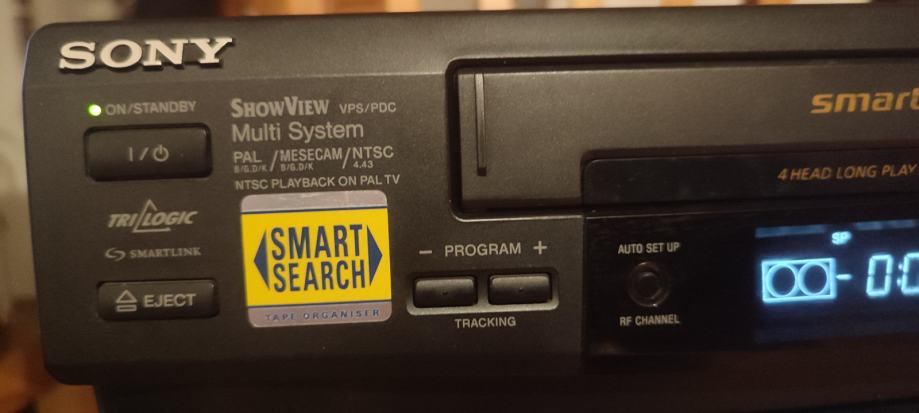 SONY
ON/STANDBY
I/⏻
TRILOGIC
SMARTLINK
EJECT
SHOWVIEW VPS/PDC
Multi System
PAL/MESECAM/NTSC
B/G.D/K B/G.D/K 4.43
NTSC PLAYBACK ON PAL TV
SMART
SEARCH
TAPE ORGANISER
- PROGRAM +
TRACKING
smart
4 HEAD LONG PLAY
AUTO SET UP
RF CHANNEL
SP
-0:0